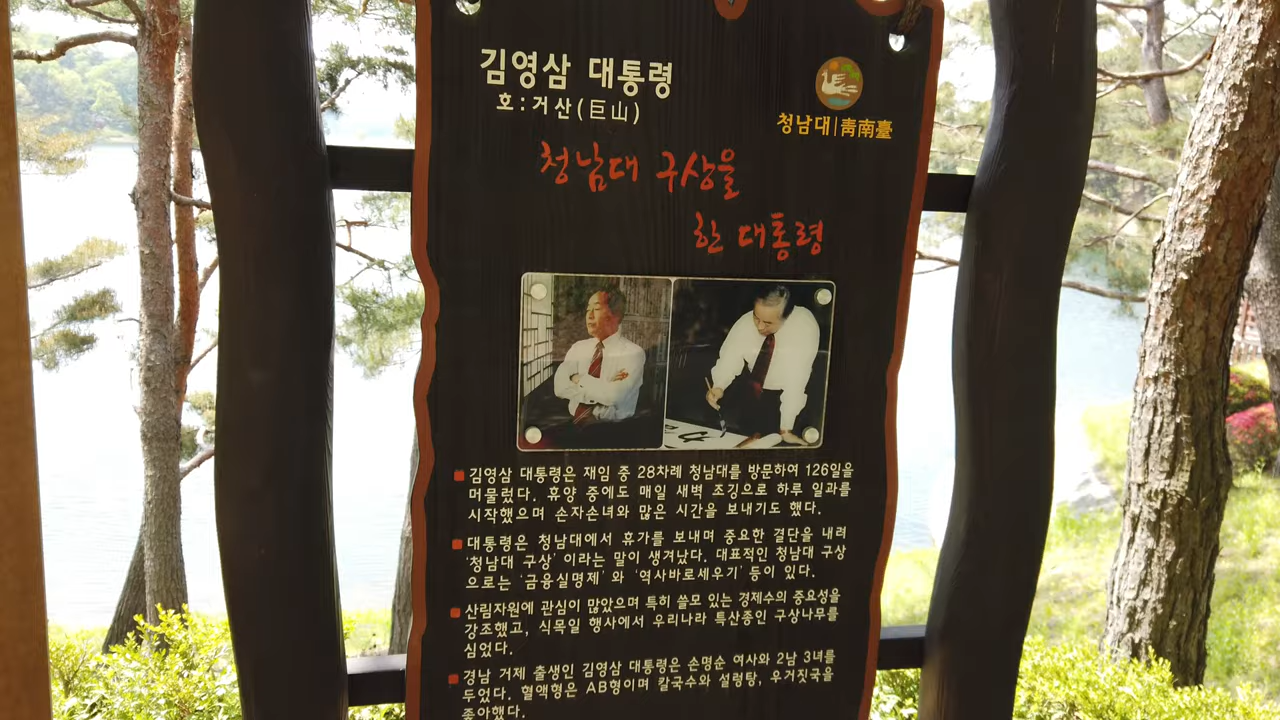 김영삼 대통령
호:거산(巨山)
청남대|靑南臺
청남대 구상을
한 대통령
김영삼 대통령은 재임 중 28차례 청남대를 방문하여 126일을
머물렀다. 휴양 중에도 매일 새벽 조깅으로 하루 일과를
시작했으며 손자손녀와 많은 시간을 보내기도 했다.
대통령은 청남대에서 휴가를 보내며 중요한 결단을 내려
'청남대 구상' 이라는 말이 생겨났다. 대표적인 청남대 구상
으로는 '금융실명제' 와 '역사바로세우기' 등이 있다.
산림자원에 관심이 많았으며 특히 쓸모 있는 경제수의 중요성을
강조했고, 식목일 행사에서 우리나라 특산종인 구상나무를
심었다.
경남 거제 출생인 김영삼 대통령은 손명순 여사와 2남 3녀를
두었다. 혈액형은 AB형이며 칼국수와 설렁탕, 우거짓국을
좋아했다.